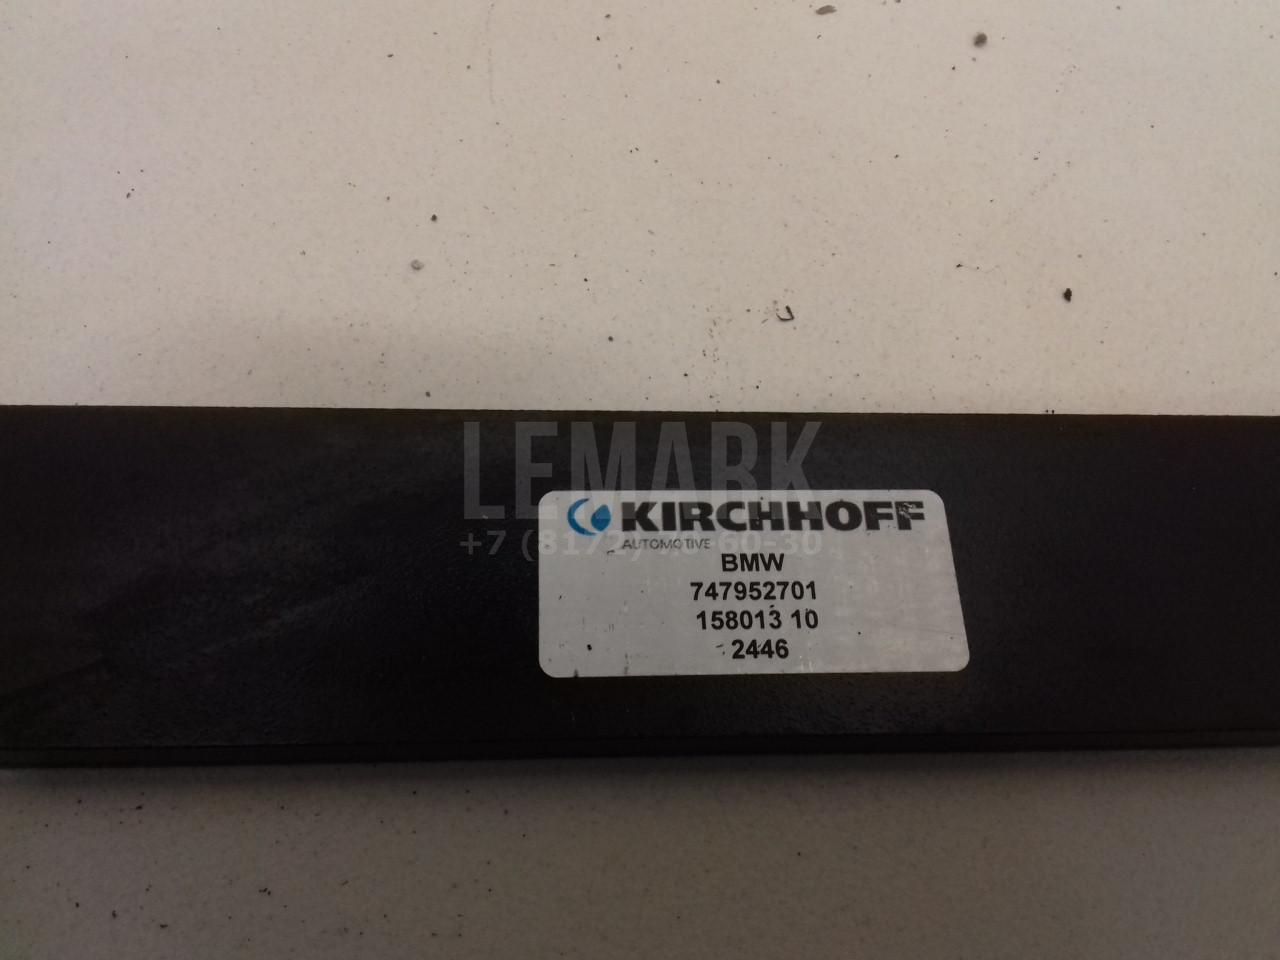 LEMARK
KIRCHHOFF
AUTOMOTIVE
BMW
747952701
158013 10
2446